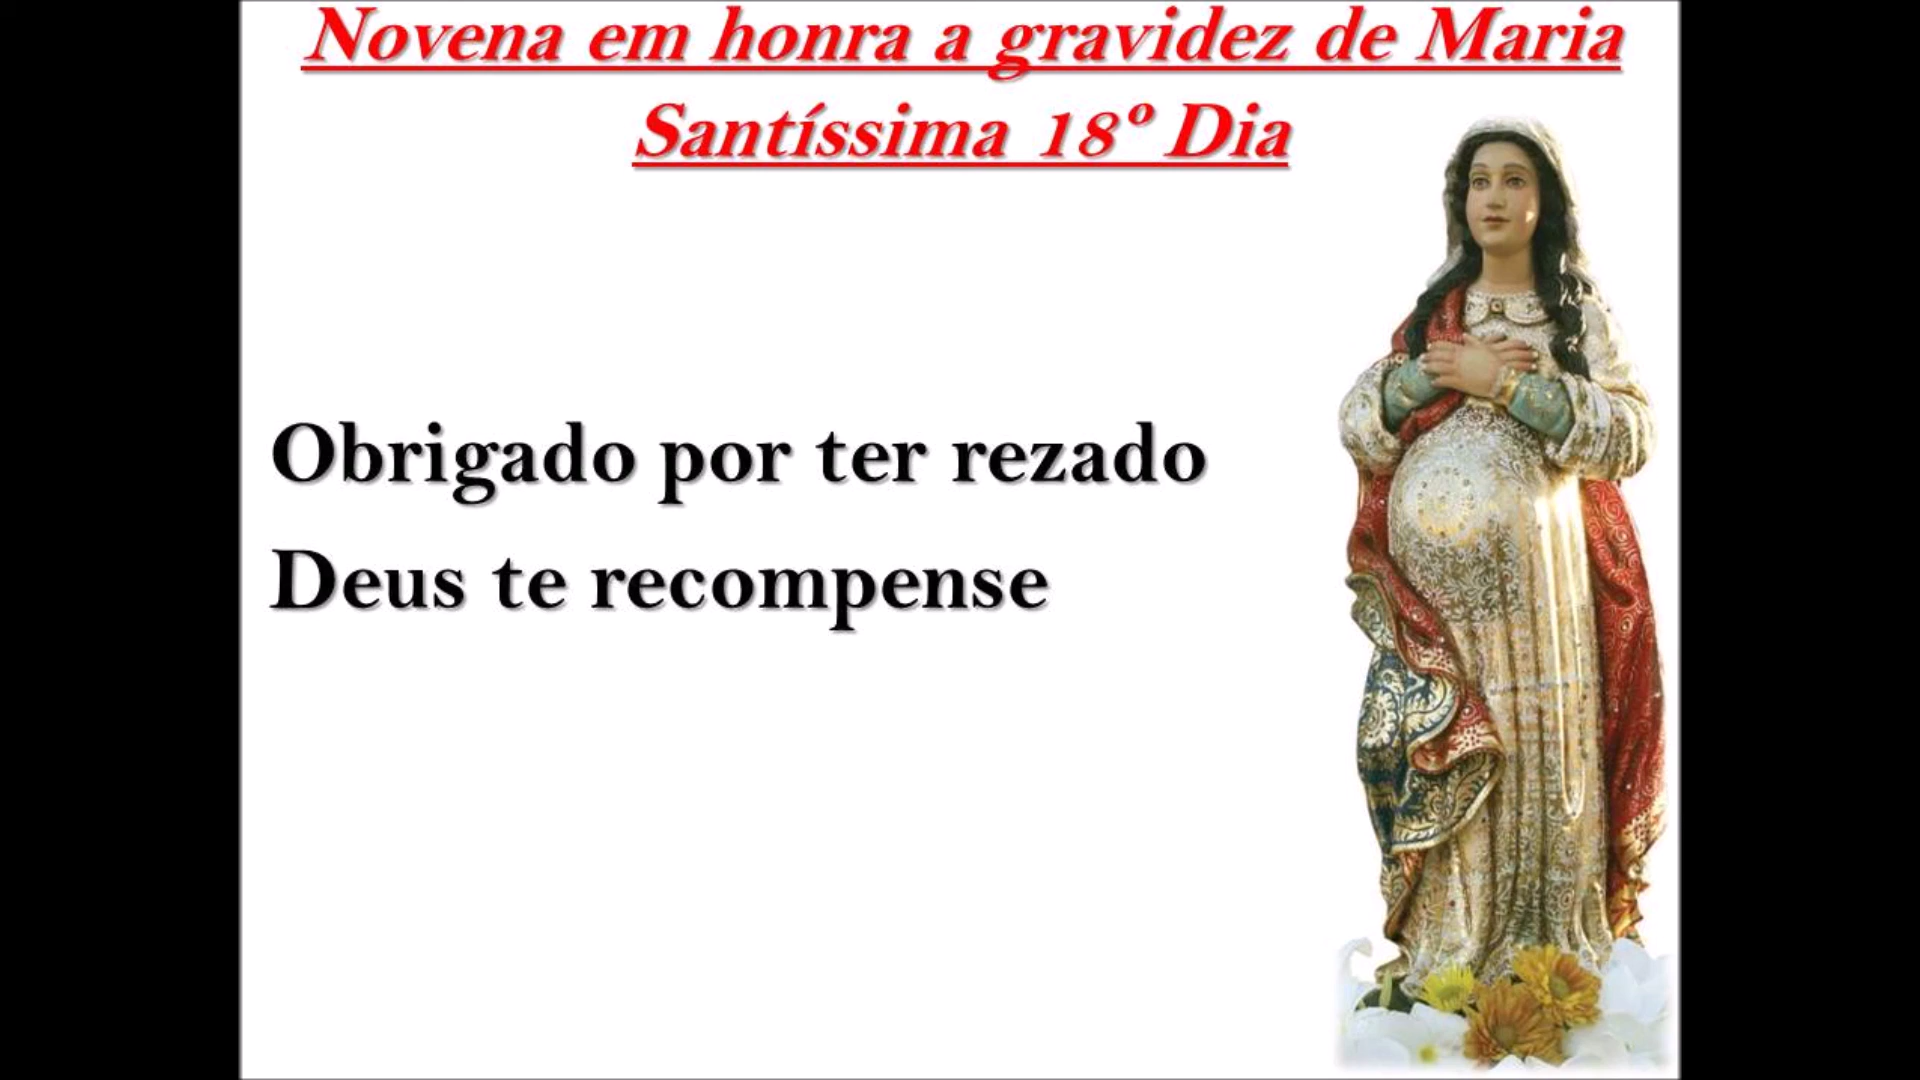 Novena em honra a gravidez de Maria
Santíssima 18º Dia
Obrigado por ter rezado
Deus te recompense